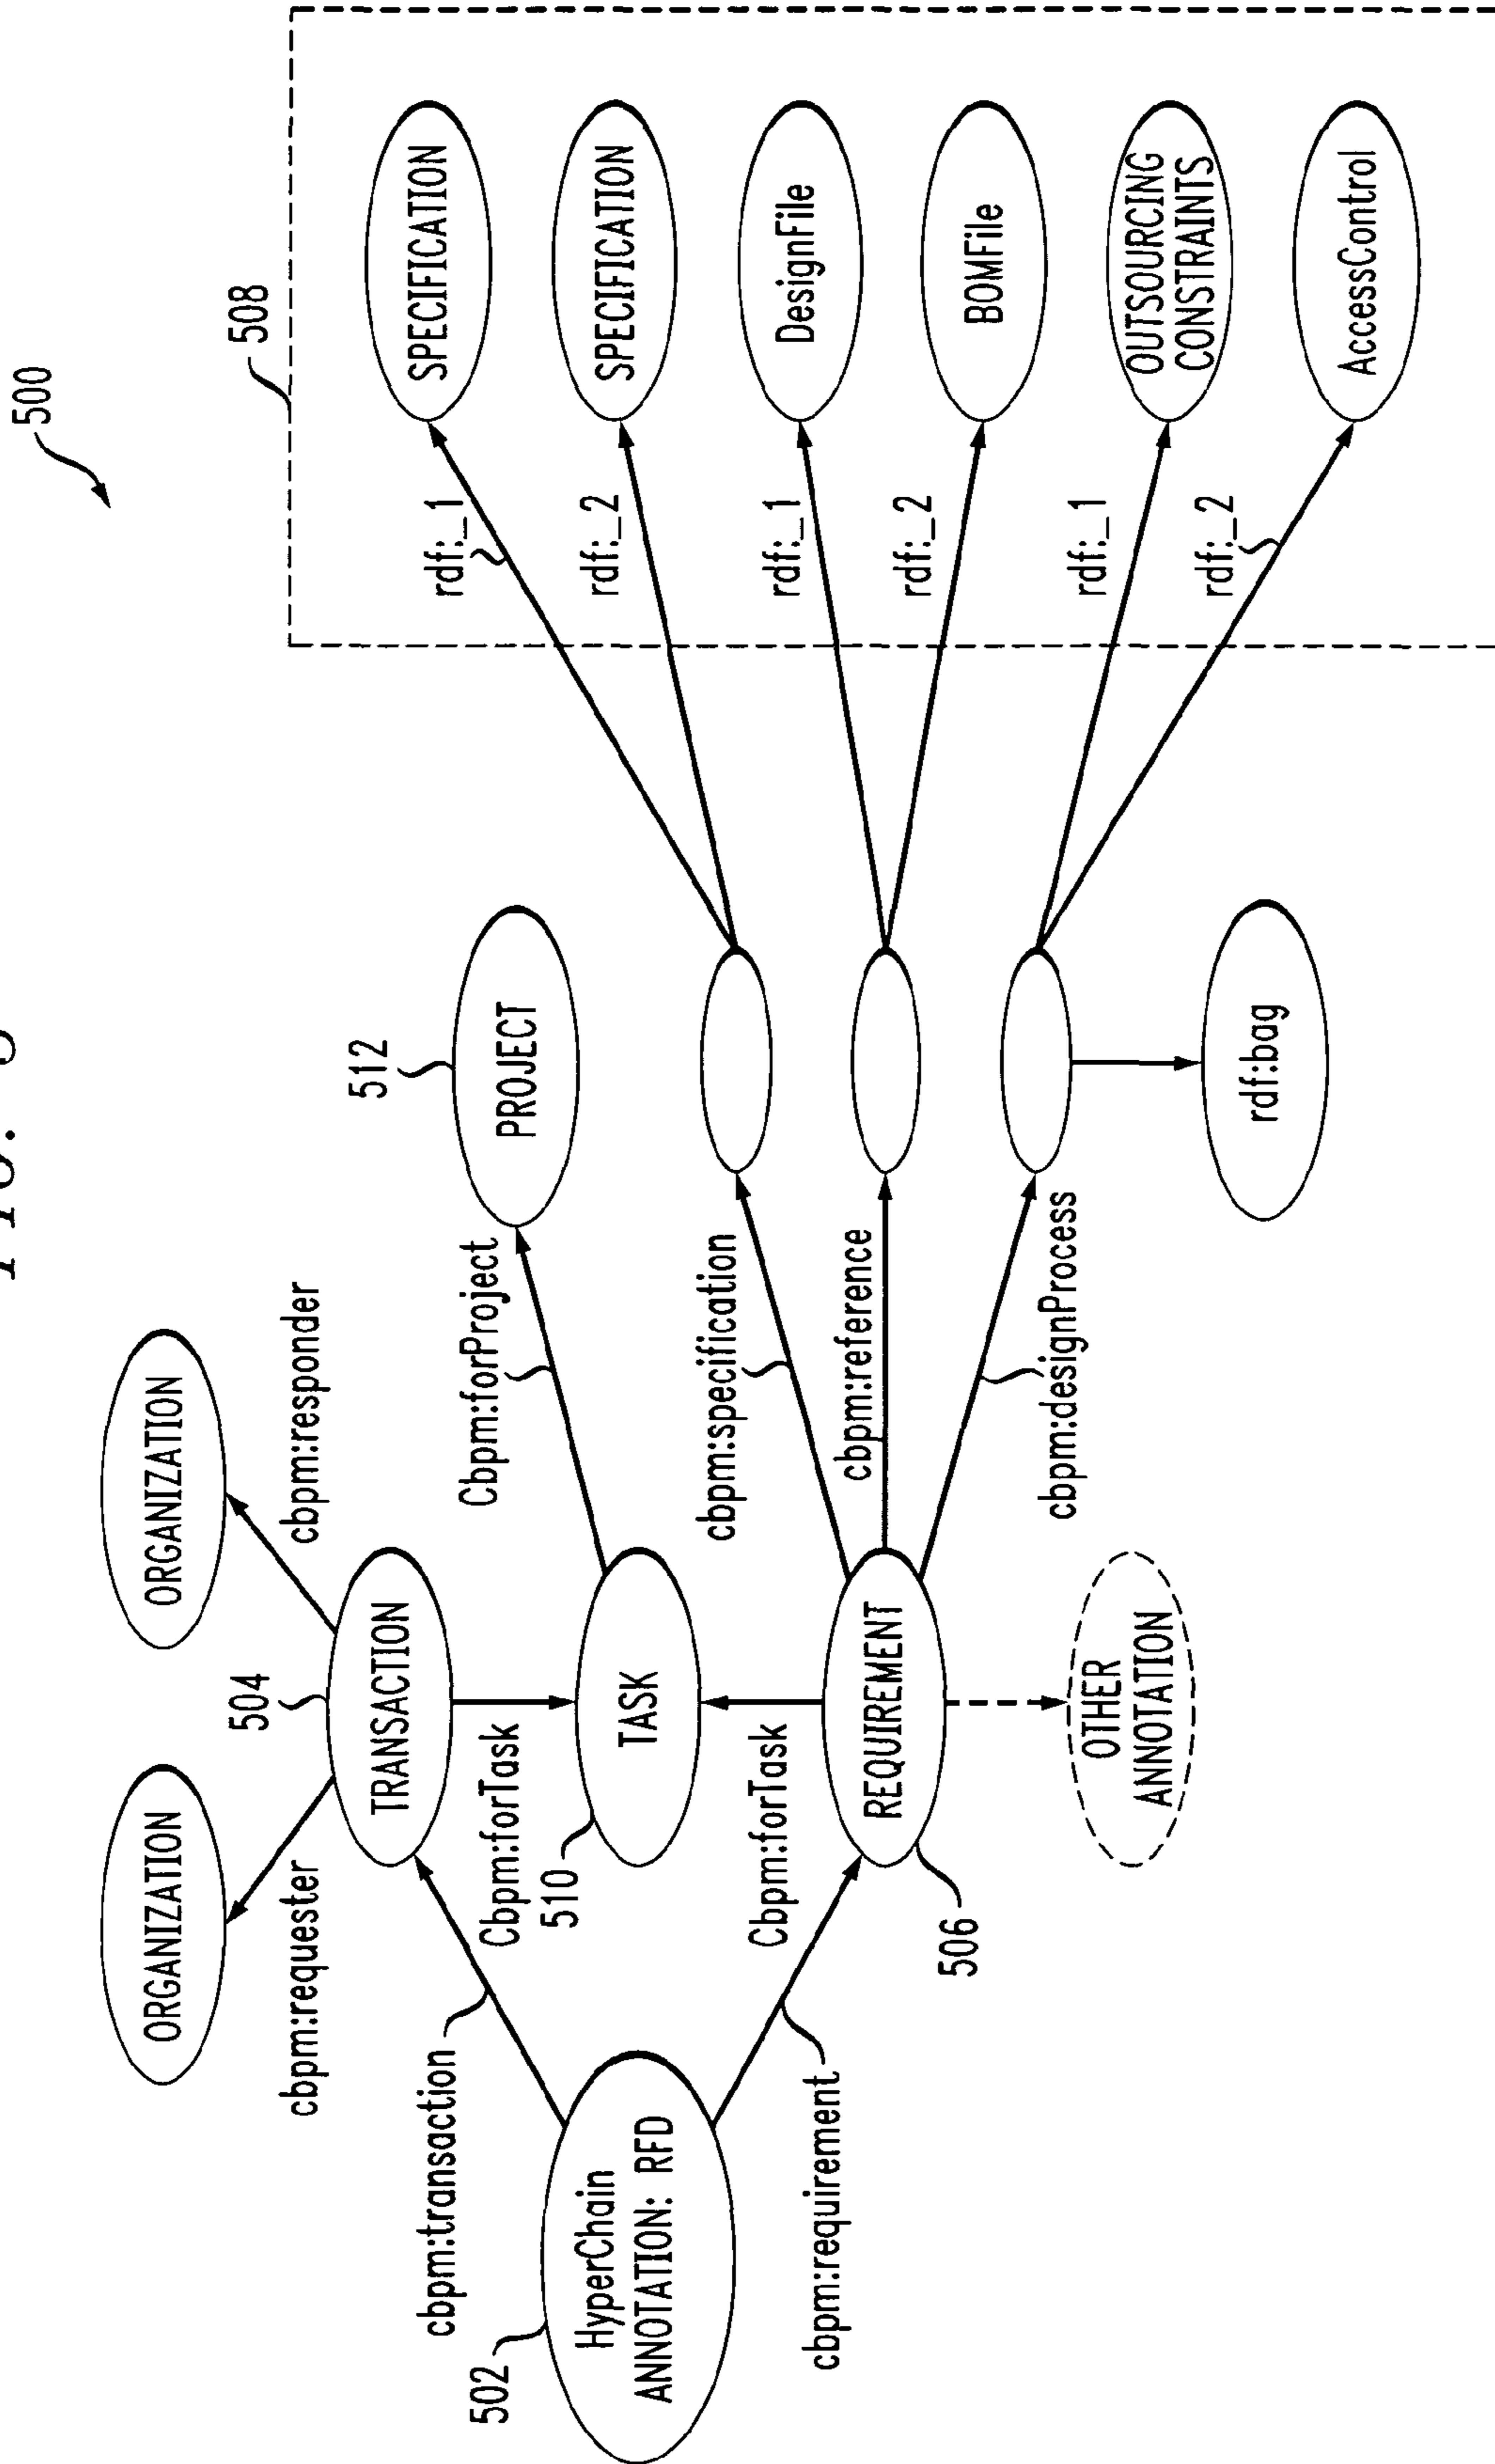 500
ORGANIZATION
ORGANIZATION
508
cbpm:requester
cbpm:responder
504
TRANSACTION
512
cbpm:transaction
Cbpm:forTask
Cbpm:forProject
PROJECT
rdf:_1
SPECIFICATION
502
HyperChain
ANNOTATION: RFD
510
TASK
rdf:_2
SPECIFICATION
cbpm:specification
cbpm:requirement
Cbpm:forTask
rdf:_1
DesignFile
REQUIREMENT
cbpm:reference
506
rdf:_2
BOMFile
cbpm:designProcess
OTHER
ANNOTATION
rdf:_1
OUTSOURCING
CONSTRAINTS
rdf:bag
rdf:_2
AccessControl